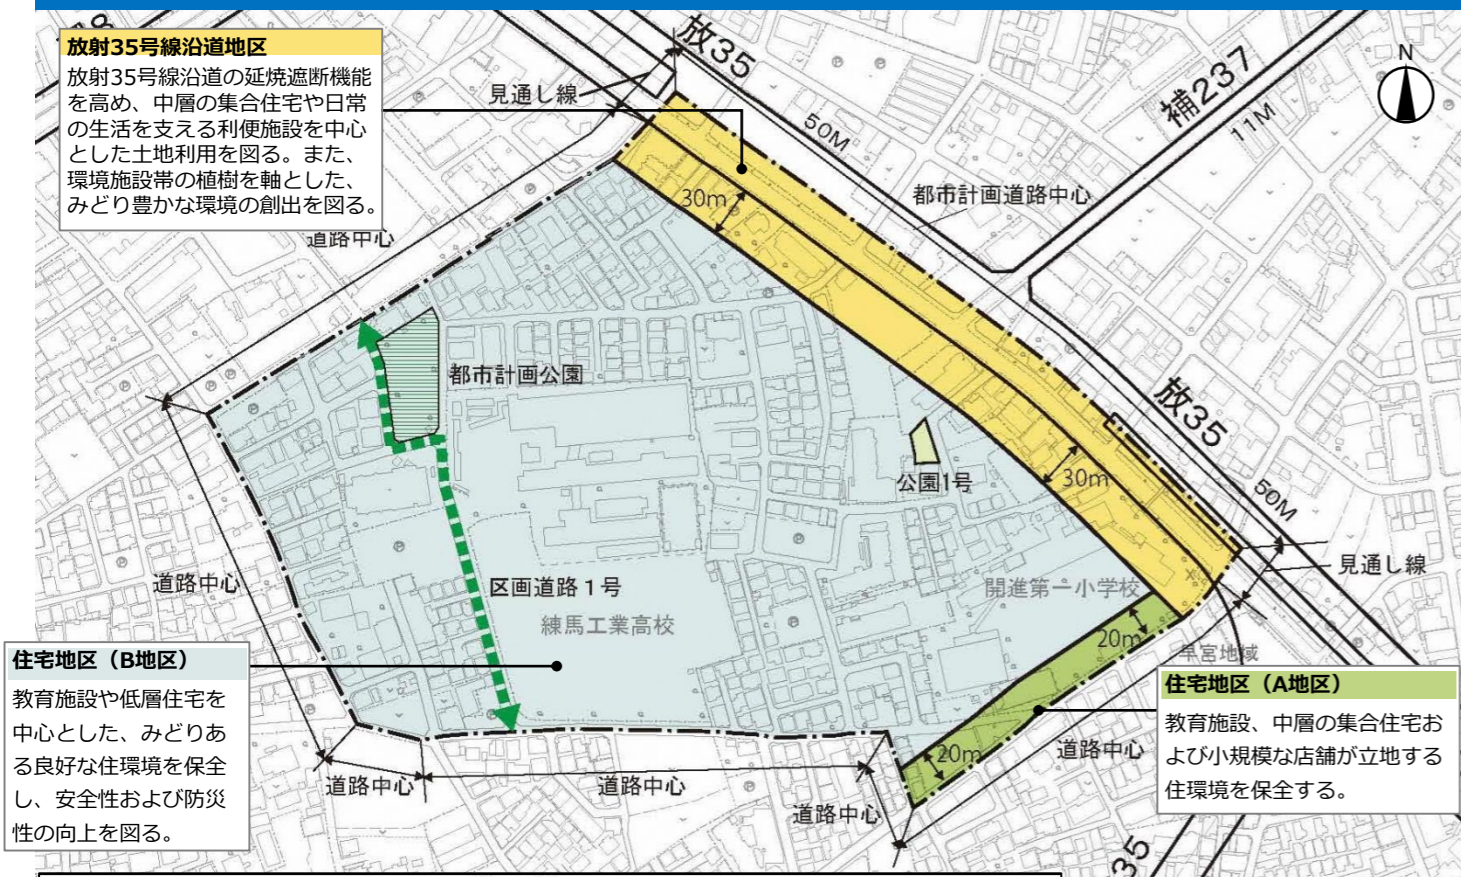 放射35号線沿道地区
放射35号線沿道の延焼遮断機能
を高め、中層の集合住宅や日常
の生活を支える利便施設を中心
とした土地利用を図る。また、
環境施設帯の植樹を軸とした、
みどり豊かな環境の創出を図る。
道路中心
見通し線
放35
50M
補237
11M
N
都市計画道路中心
30m
都市計画公園
放35
公園1号
30m
50M
見通し線
道路中心
区画道路1号
練馬工業高校
開進第一小学校
20m
早宮地域
住宅地区（B地区）
教育施設や低層住宅を
中心とした、みどりあ
る良好な住環境を保全
し、安全性および防災
性の向上を図る。
住宅地区（A地区）
教育施設、中層の集合住宅お
よび小規模な店舗が立地する
住環境を保全する。
20m
道路中心
道路中心
道路中心
道路中心
35